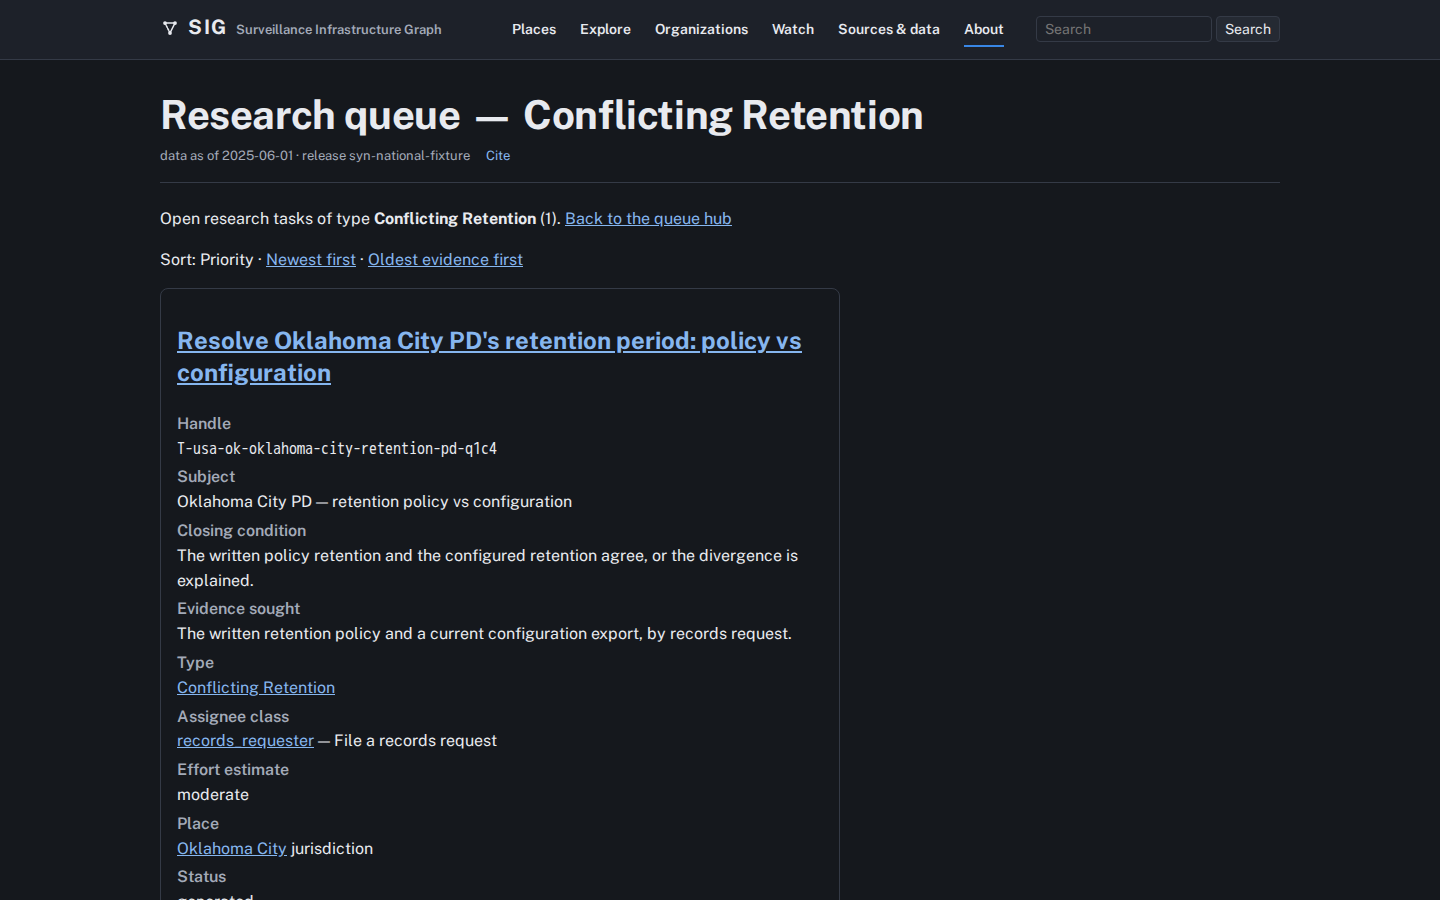 SIG Surveillance Infrastructure Graph Places Explore Organizations Watch Sources & data About Search Search
Research queue — Conflicting Retention
data as of 2025-06-01 · release syn-national-fixture Cite
Open research tasks of type Conflicting Retention (1). Back to the queue hub
Sort: Priority · Newest first · Oldest evidence first
Resolve Oklahoma City PD's retention period: policy vs
configuration
Handle
T-usa-ok-oklahoma-city-retention-pd-q1c4
Subject
Oklahoma City PD — retention policy vs configuration
Closing condition
The written policy retention and the configured retention agree, or the divergence is
explained.
Evidence sought
The written retention policy and a current configuration export, by records request.
Type
Conflicting Retention
Assignee class
records_requester — File a records request
Effort estimate
moderate
Place
Oklahoma City jurisdiction
Status